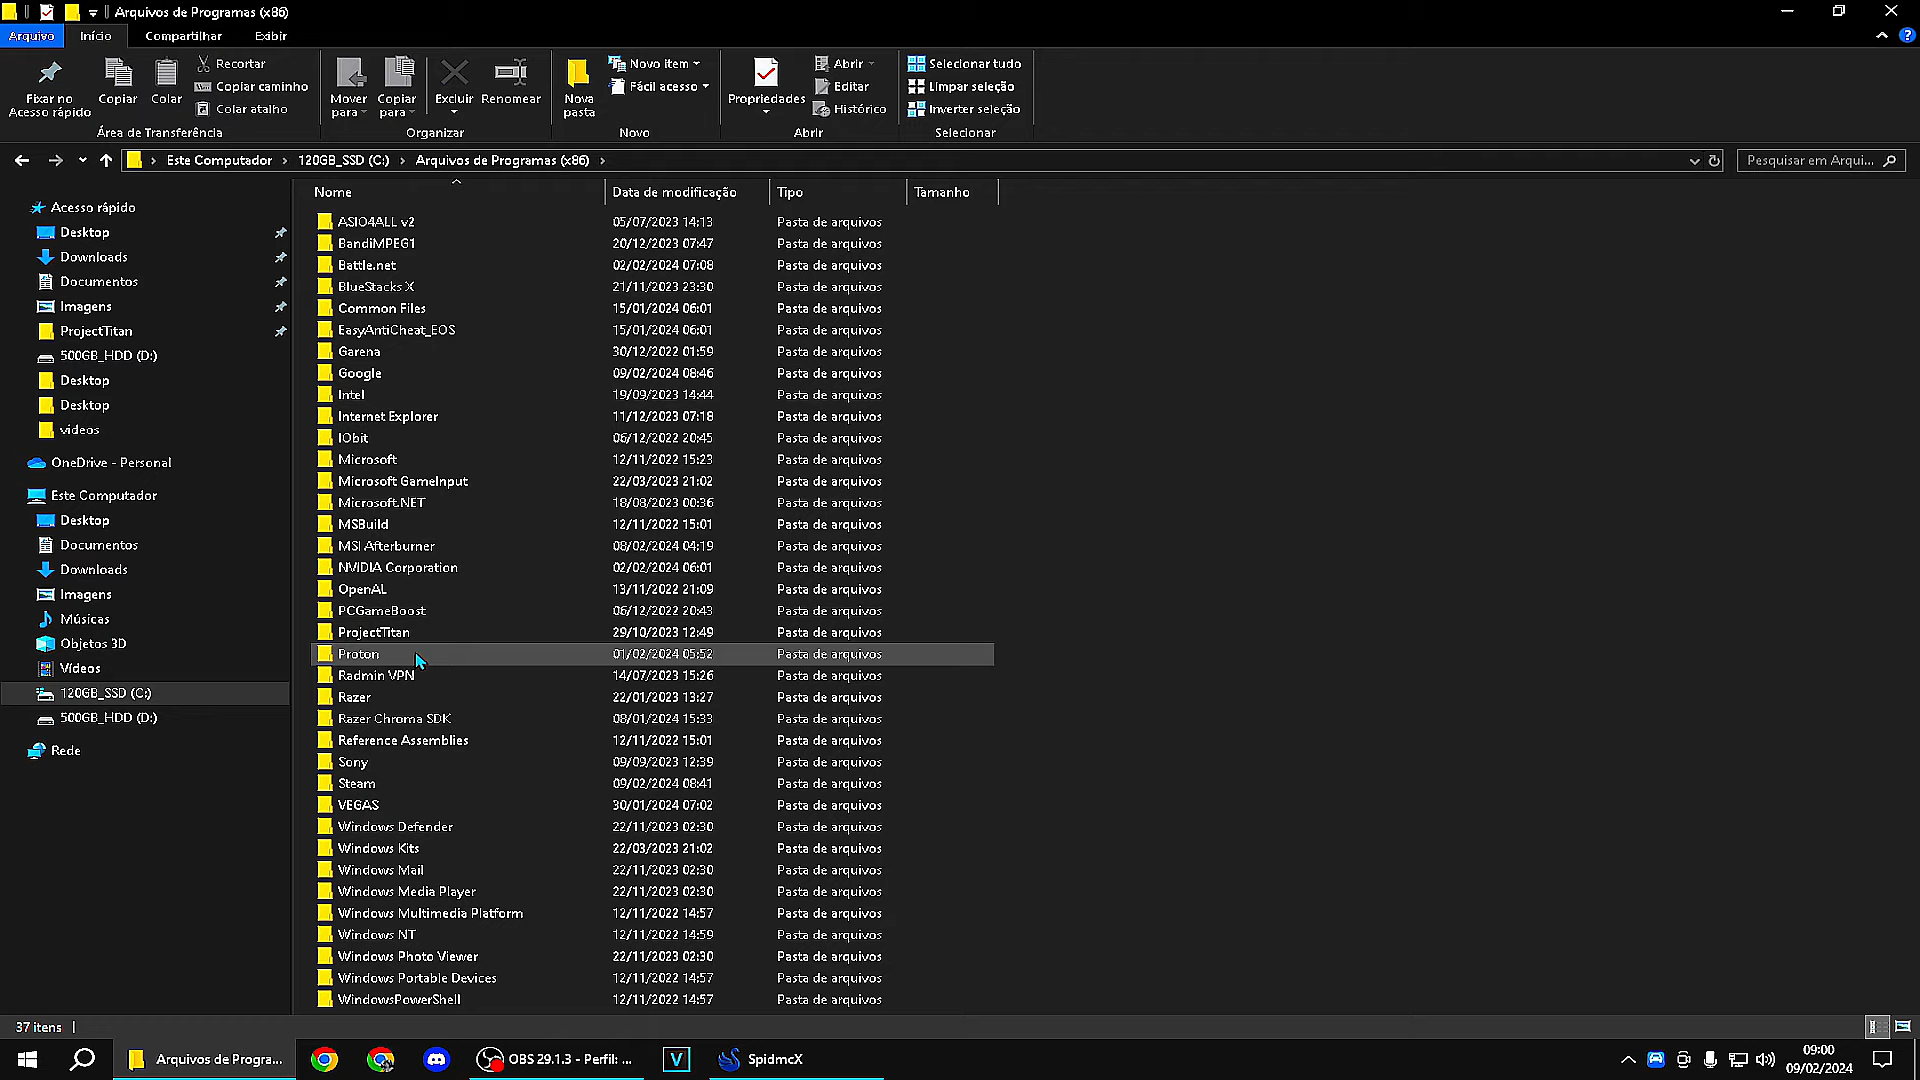 Arquivos de Programas (x86)
Arquivo Início Compartilhar Exibir
Fixar no Acesso rápido
Copiar
Colar
Recortar
Copiar caminho
Colar atalho
Área de Transferência
Mover para
Copiar para
Excluir
Renomear
Organizar
Nova pasta
Novo item
Fácil acesso
Novo
Propriedades
Abrir
Editar
Histórico
Abrir
Selecionar tudo
Limpar seleção
Inverter seleção
Selecionar
Este Computador > 120GB_SSD (C:) > Arquivos de Programas (x86) >
Pesquisar em Arqui...
Acesso rápido
Desktop
Downloads
Documentos
Imagens
ProjectTitan
500GB_HDD (D:)
Desktop
Desktop
videos
OneDrive - Personal
Este Computador
Desktop
Documentos
Downloads
Imagens
Músicas
Objetos 3D
Vídeos
120GB_SSD (C:)
500GB_HDD (D:)
Rede
Nome Data de modificação Tipo Tamanho
ASIO4ALL v2 05/07/2023 14:13 Pasta de arquivos
BandiMPEG1 20/12/2023 07:47 Pasta de arquivos
Battle.net 02/02/2024 07:08 Pasta de arquivos
BlueStacks X 21/11/2023 23:30 Pasta de arquivos
Common Files 15/01/2024 06:01 Pasta de arquivos
EasyAntiCheat_EOS 15/01/2024 06:01 Pasta de arquivos
Garena 30/12/2022 01:59 Pasta de arquivos
Google 09/02/2024 08:46 Pasta de arquivos
Intel 19/09/2023 14:44 Pasta de arquivos
Internet Explorer 11/12/2023 07:18 Pasta de arquivos
IObit 06/12/2022 20:45 Pasta de arquivos
Microsoft 12/11/2022 15:23 Pasta de arquivos
Microsoft GameInput 22/03/2023 21:02 Pasta de arquivos
Microsoft.NET 18/08/2023 00:36 Pasta de arquivos
MSBuild 12/11/2022 15:01 Pasta de arquivos
MSI Afterburner 08/02/2024 04:19 Pasta de arquivos
NVIDIA Corporation 02/02/2024 06:01 Pasta de arquivos
OpenAL 13/11/2022 21:09 Pasta de arquivos
PCGameBoost 06/12/2022 20:43 Pasta de arquivos
ProjectTitan 29/10/2023 12:49 Pasta de arquivos
Proton 01/02/2024 05:52 Pasta de arquivos
Radmin VPN 14/07/2023 15:26 Pasta de arquivos
Razer 22/01/2023 13:27 Pasta de arquivos
Razer Chroma SDK 08/01/2024 15:33 Pasta de arquivos
Reference Assemblies 12/11/2022 15:01 Pasta de arquivos
Sony 09/09/2023 12:39 Pasta de arquivos
Steam 09/02/2024 08:41 Pasta de arquivos
VEGAS 30/01/2024 07:02 Pasta de arquivos
Windows Defender 22/11/2023 02:30 Pasta de arquivos
Windows Kits 22/03/2023 21:02 Pasta de arquivos
Windows Mail 22/11/2023 02:30 Pasta de arquivos
Windows Media Player 22/11/2023 02:30 Pasta de arquivos
Windows Multimedia Platform 12/11/2022 14:57 Pasta de arquivos
Windows NT 12/11/2022 14:59 Pasta de arquivos
Windows Photo Viewer 22/11/2023 02:30 Pasta de arquivos
Windows Portable Devices 12/11/2022 14:57 Pasta de arquivos
WindowsPowerShell 12/11/2022 14:57 Pasta de arquivos
37 itens
Arquivos de Progra...
OBS 29.1.3 - Perfil: ...
V
SpidmcX
09:00
09/02/2024